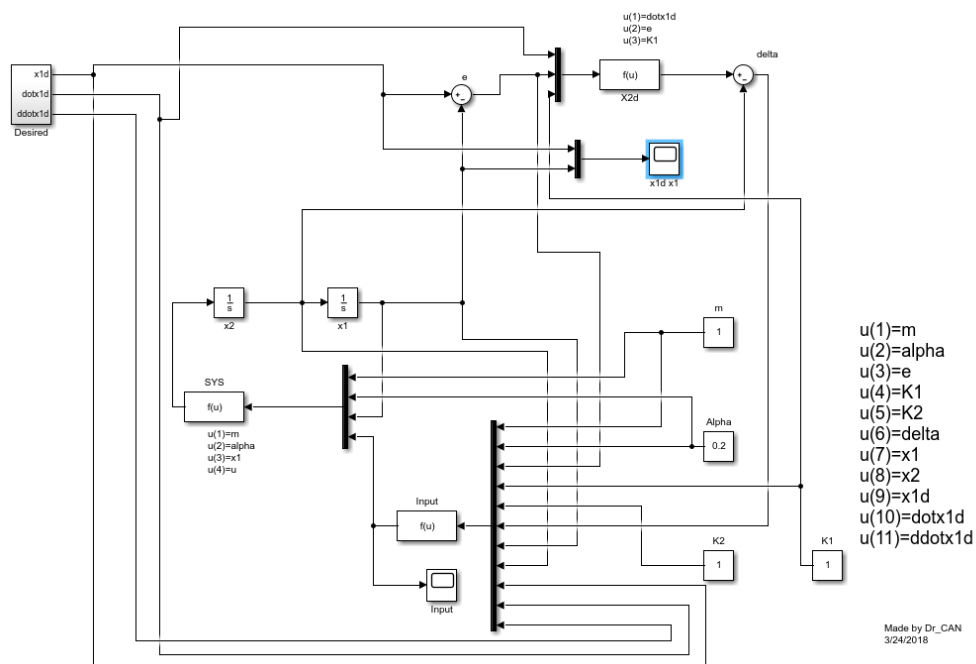 u(1)=dotx1d
u(2)=e
u(3)=K1
delta
x1d
dotx1d
ddotx1d
Desired
e
+
−
f(u)
X2d
+
−
x1d x1
1
s
x2
1
s
x1
m
1
SYS
f(u)
u(1)=m
u(2)=alpha
u(3)=x1
u(4)=u
Alpha
0.2
Input
f(u)
Input
K2
1
K1
1
u(1)=m
u(2)=alpha
u(3)=e
u(4)=K1
u(5)=K2
u(6)=delta
u(7)=x1
u(8)=x2
u(9)=x1d
u(10)=dotx1d
u(11)=ddotx1d
Made by Dr_CAN
3/24/2018